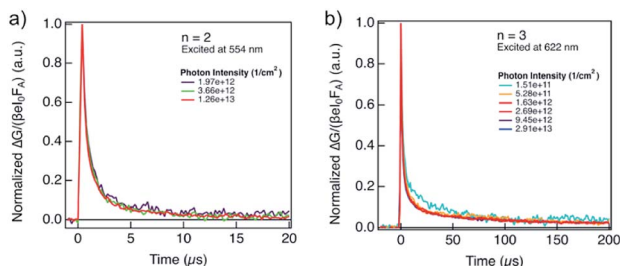 a)
Normalized ΔG/(βeI₀F_A) (a.u.)
1.0
0.8
0.6
0.4
0.2
0.0
n = 2
Excited at 554 nm
Photon Intensity (1/cm²)
1.97e+12
3.66e+12
1.26e+13
0
5
10
15
20
Time (μs)
b)
Normalized ΔG/(βeI₀F_A) (a.u.)
1.0
0.8
0.6
0.4
0.2
0.0
n = 3
Excited at 622 nm
Photon Intensity (1/cm²)
1.51e+11
5.28e+11
1.63e+12
2.69e+12
9.45e+12
2.91e+13
0
50
100
150
200
Time (μs)